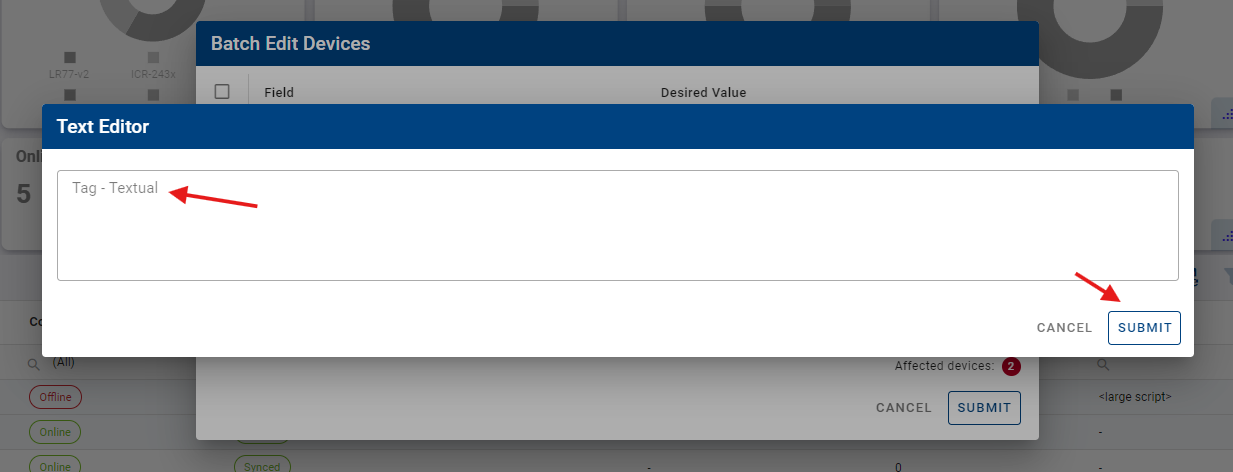 Batch Edit Devices
LR77-v2 ICR-243x
Field Desired Value
Text Editor
Onli
5
Tag - Textual
CANCEL SUBMIT
Co
(All)
Affected devices: 2
Offline <large script>
CANCEL SUBMIT
Online -
Online Synced - 0 -